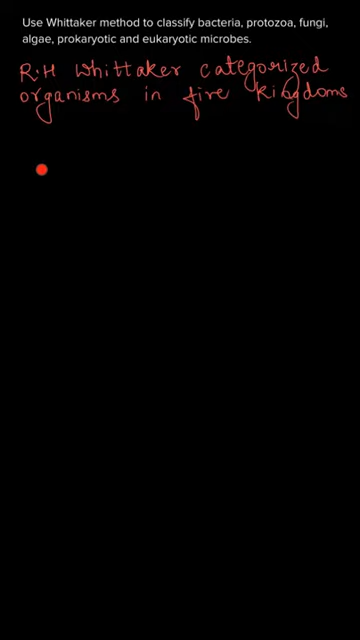 Use Whittaker method to classify bacteria, protozoa, fungi,
algae, prokaryotic and eukaryotic microbes.
R.H Whittaker categorized
organisms in five kingdoms